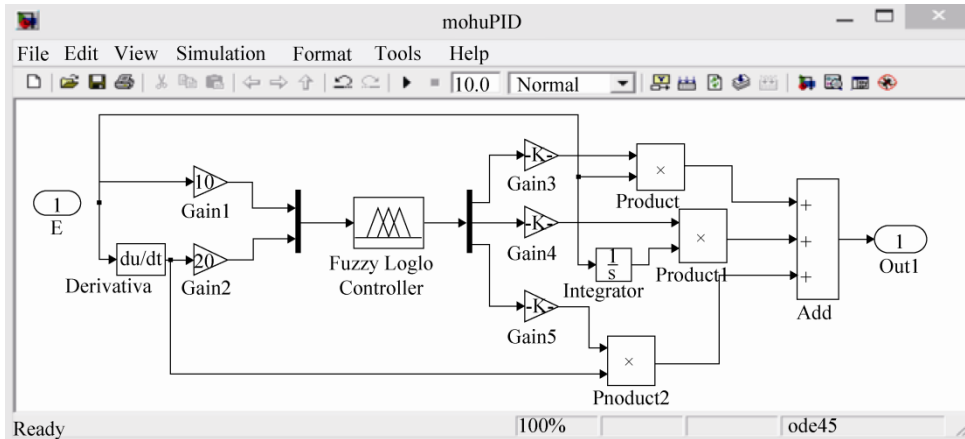 mohuPID
File Edit View Simulation Format Tools Help
10.0 Normal
1
E
10
Gain1
du/dt
Derivativa
20
Gain2
Fuzzy Loglo
Controller
-K-
Gain3
-K-
Gain4
1
s
Integrator
-K-
Gain5
×
Product
×
Product1
×
Pnoduct2
+
+
+
Add
1
Out1
Ready 100% ode45